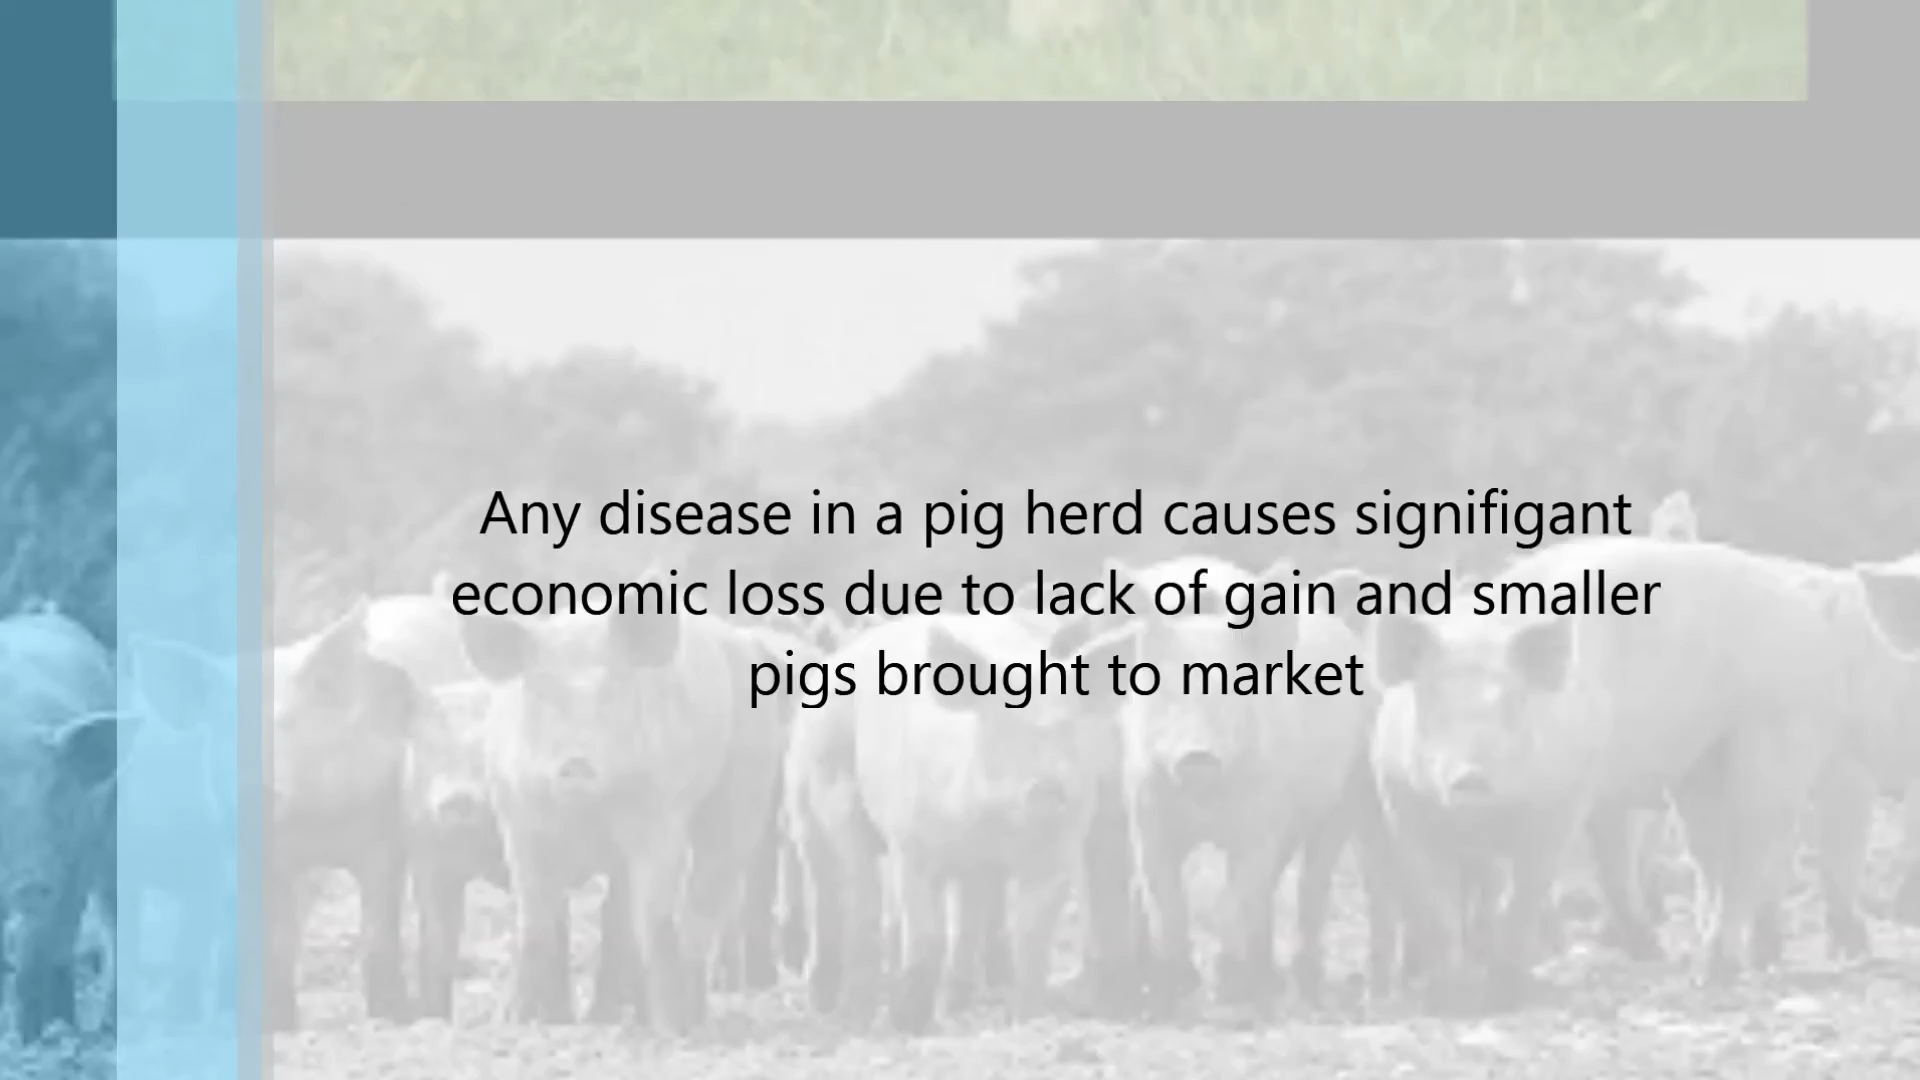 Any disease in a pig herd causes signifigant
economic loss due to lack of gain and smaller
pigs brought to market